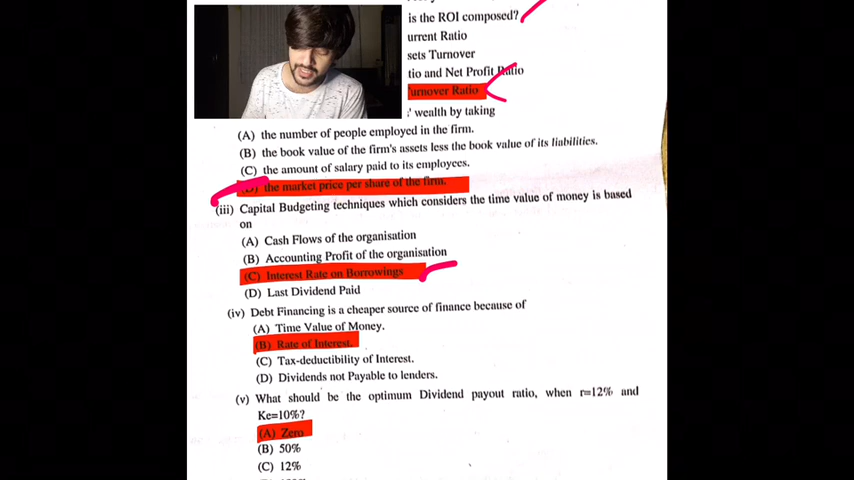 is the ROI composed?
urrent Ratio
sets Turnover
tio and Net Profit Ratio
urnover Ratio
' wealth by taking
(A) the number of people employed in the firm.
(B) the book value of the firm's assets less the book value of its liabilities.
(C) the amount of salary paid to its employees.
(D) the market price per share of the firm.
(iii) Capital Budgeting techniques which considers the time value of money is based
on
(A) Cash Flows of the organisation
(B) Accounting Profit of the organisation
(C) Interest Rate on Borrowings
(D) Last Dividend Paid
(iv) Debt Financing is a cheaper source of finance because of
(A) Time Value of Money.
(B) Rate of Interest.
(C) Tax-deductibility of Interest.
(D) Dividends not Payable to lenders.
(v) What should be the optimum Dividend payout ratio, when r=12% and
Ke=10%?
(A) Zero
(B) 50%
(C) 12%